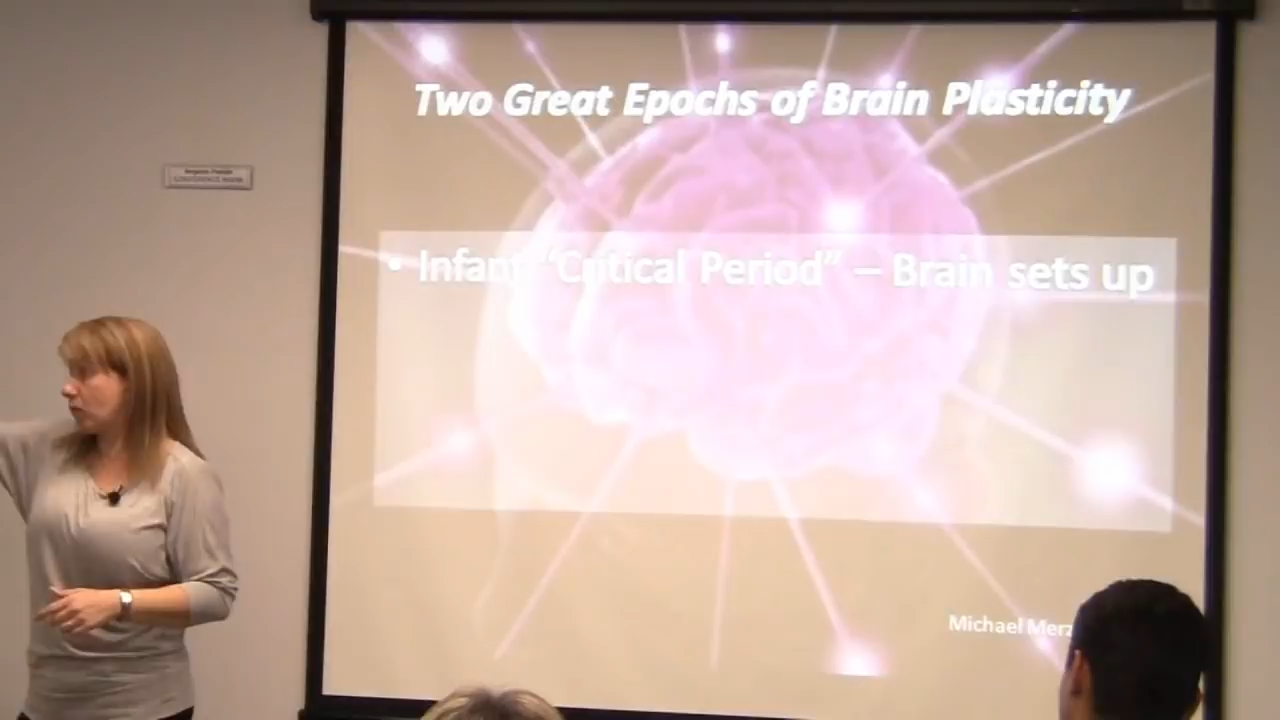 Two Great Epochs of Brain Plasticity
• Infant “Critical Period” – Brain sets up
Michael Merz